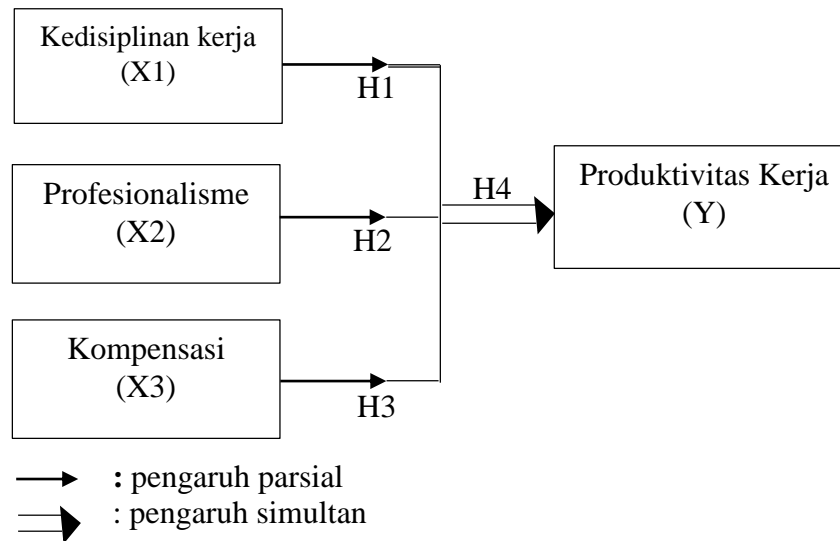 Kedisiplinan kerja
(X1)
H1
Profesionalisme
(X2)
H2
Kompensasi
(X3)
H3
H4
Produktivitas Kerja
(Y)
: pengaruh parsial
: pengaruh simultan